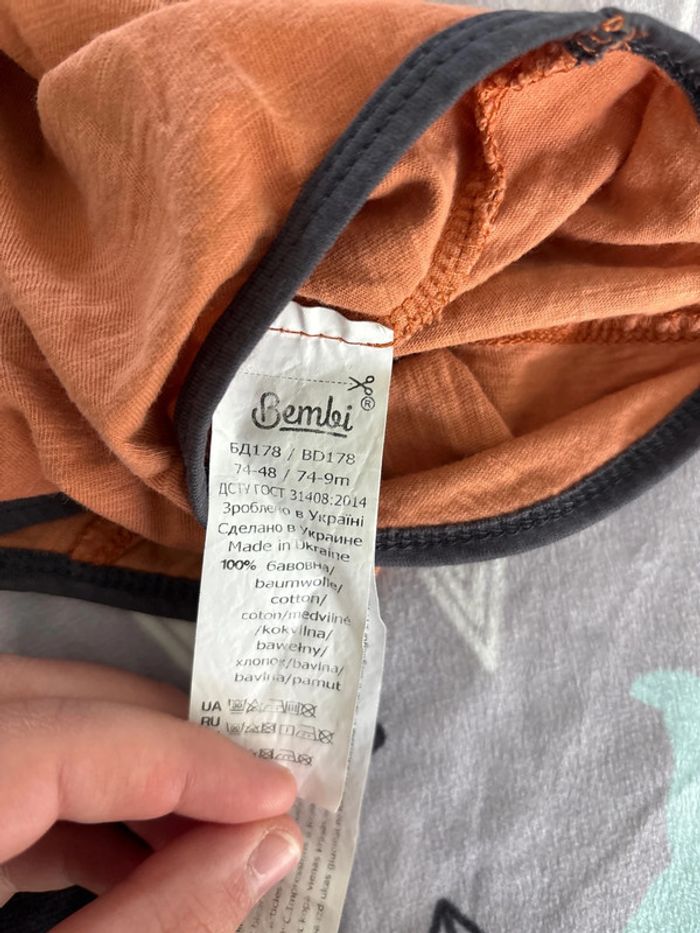 Bembi®
БД178 / BD178
74-48 / 74-9m
ДСТУ ГОСТ 31408:2014
Зроблено в Україні
Сделано в Украине
Made in Ukraine
100% бавовна/
baumwolle/
cotton/
coton/medvilnė
/kokvilna/
bawełny/
хлопок/bavlna/
bavlna/pamut
UA
RU